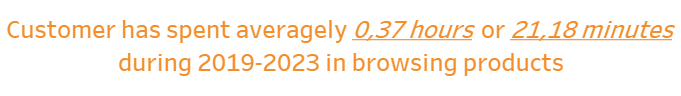 Customer has spent averagely 0,37 hours or 21,18 minutes
during 2019-2023 in browsing products